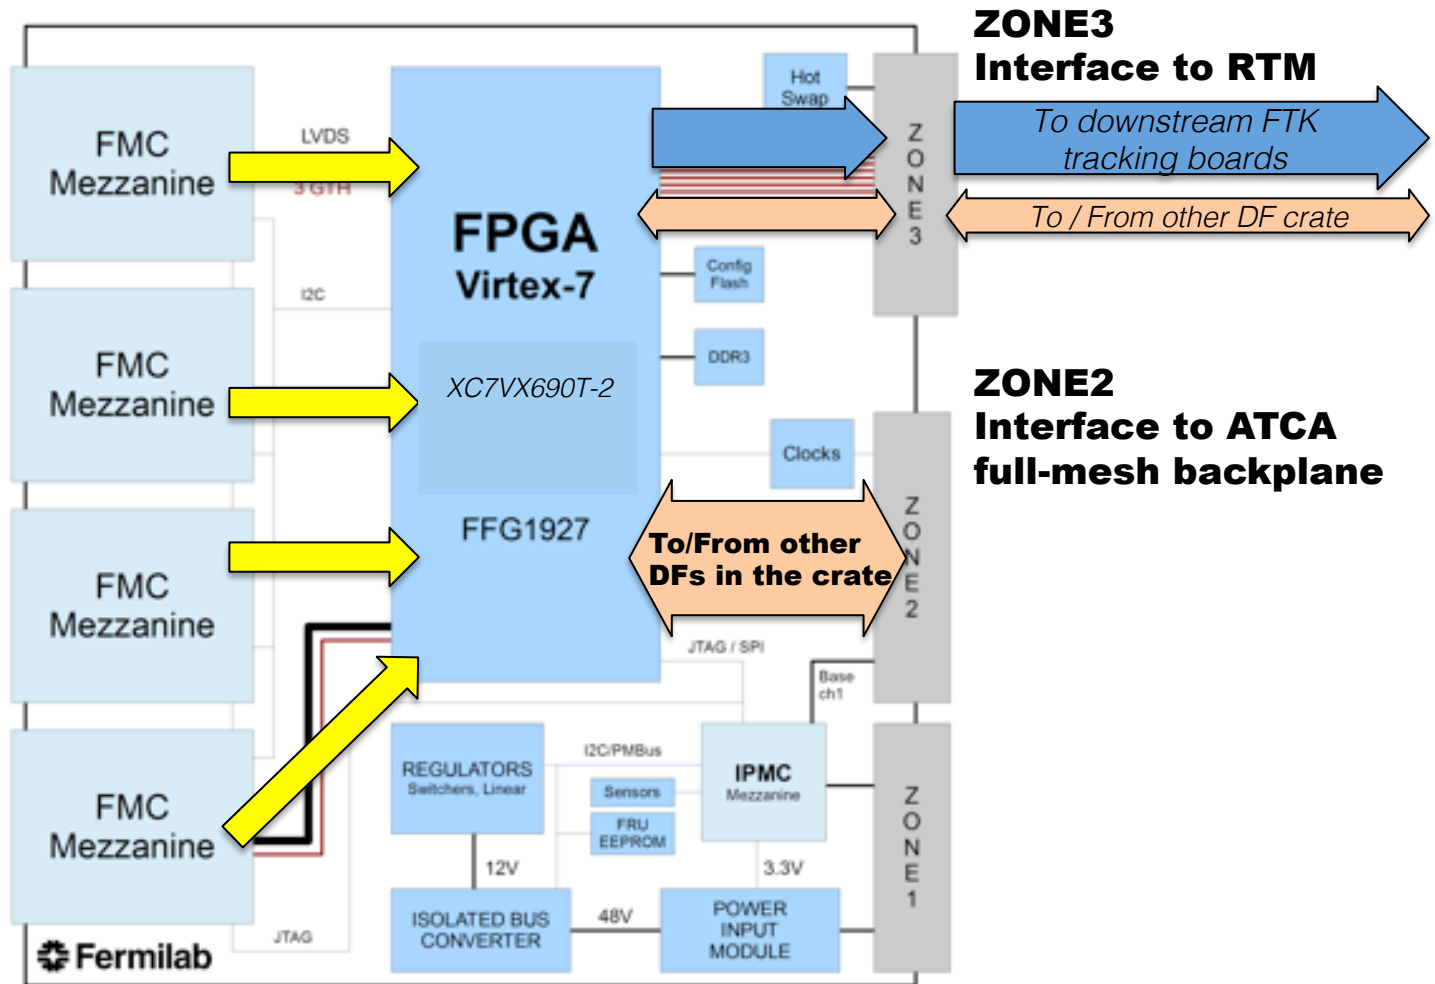 ZONE3
Interface to RTM
To downstream FTK
tracking boards
To / From other DF crate
ZONE2
Interface to ATCA
full-mesh backplane
FMC
Mezzanine
FMC
Mezzanine
FMC
Mezzanine
FMC
Mezzanine
LVDS
3 GTH
I2C
FPGA
Virtex-7
XC7VX690T-2
FFG1927
Hot
Swap
Config
Flash
DDR3
Clocks
To/From other
DFs in the crate
JTAG / SPI
Base
ch1
ZONE3
ZONE2
ZONE1
REGULATORS
Switchers, Linear
I2C/PMBus
Sensors
FRU
EEPROM
IPMC
Mezzanine
12V
3.3V
ISOLATED BUS
CONVERTER
48V
POWER
INPUT
MODULE
JTAG
Fermilab